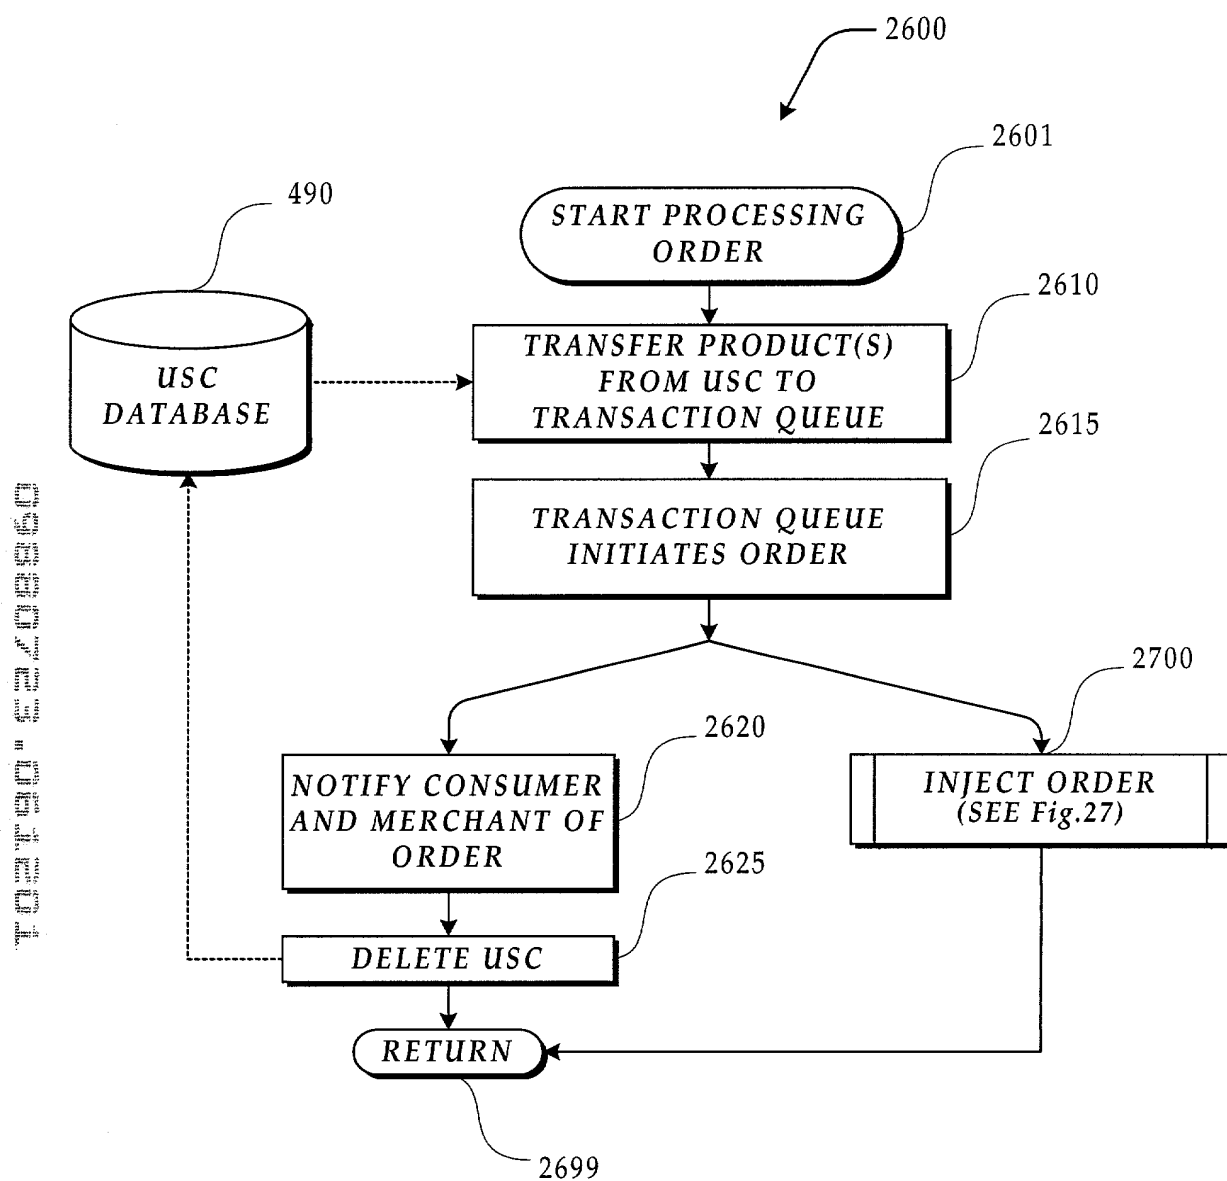 2600
2601
START PROCESSING
ORDER
490
2610
USC
DATABASE
TRANSFER PRODUCT(S)
FROM USC TO
TRANSACTION QUEUE
2615
TRANSACTION QUEUE
INITIATES ORDER
2700
2620
NOTIFY CONSUMER
AND MERCHANT OF
ORDER
INJECT ORDER
(SEE Fig.27)
2625
DELETE USC
RETURN
2699
09880723.061201